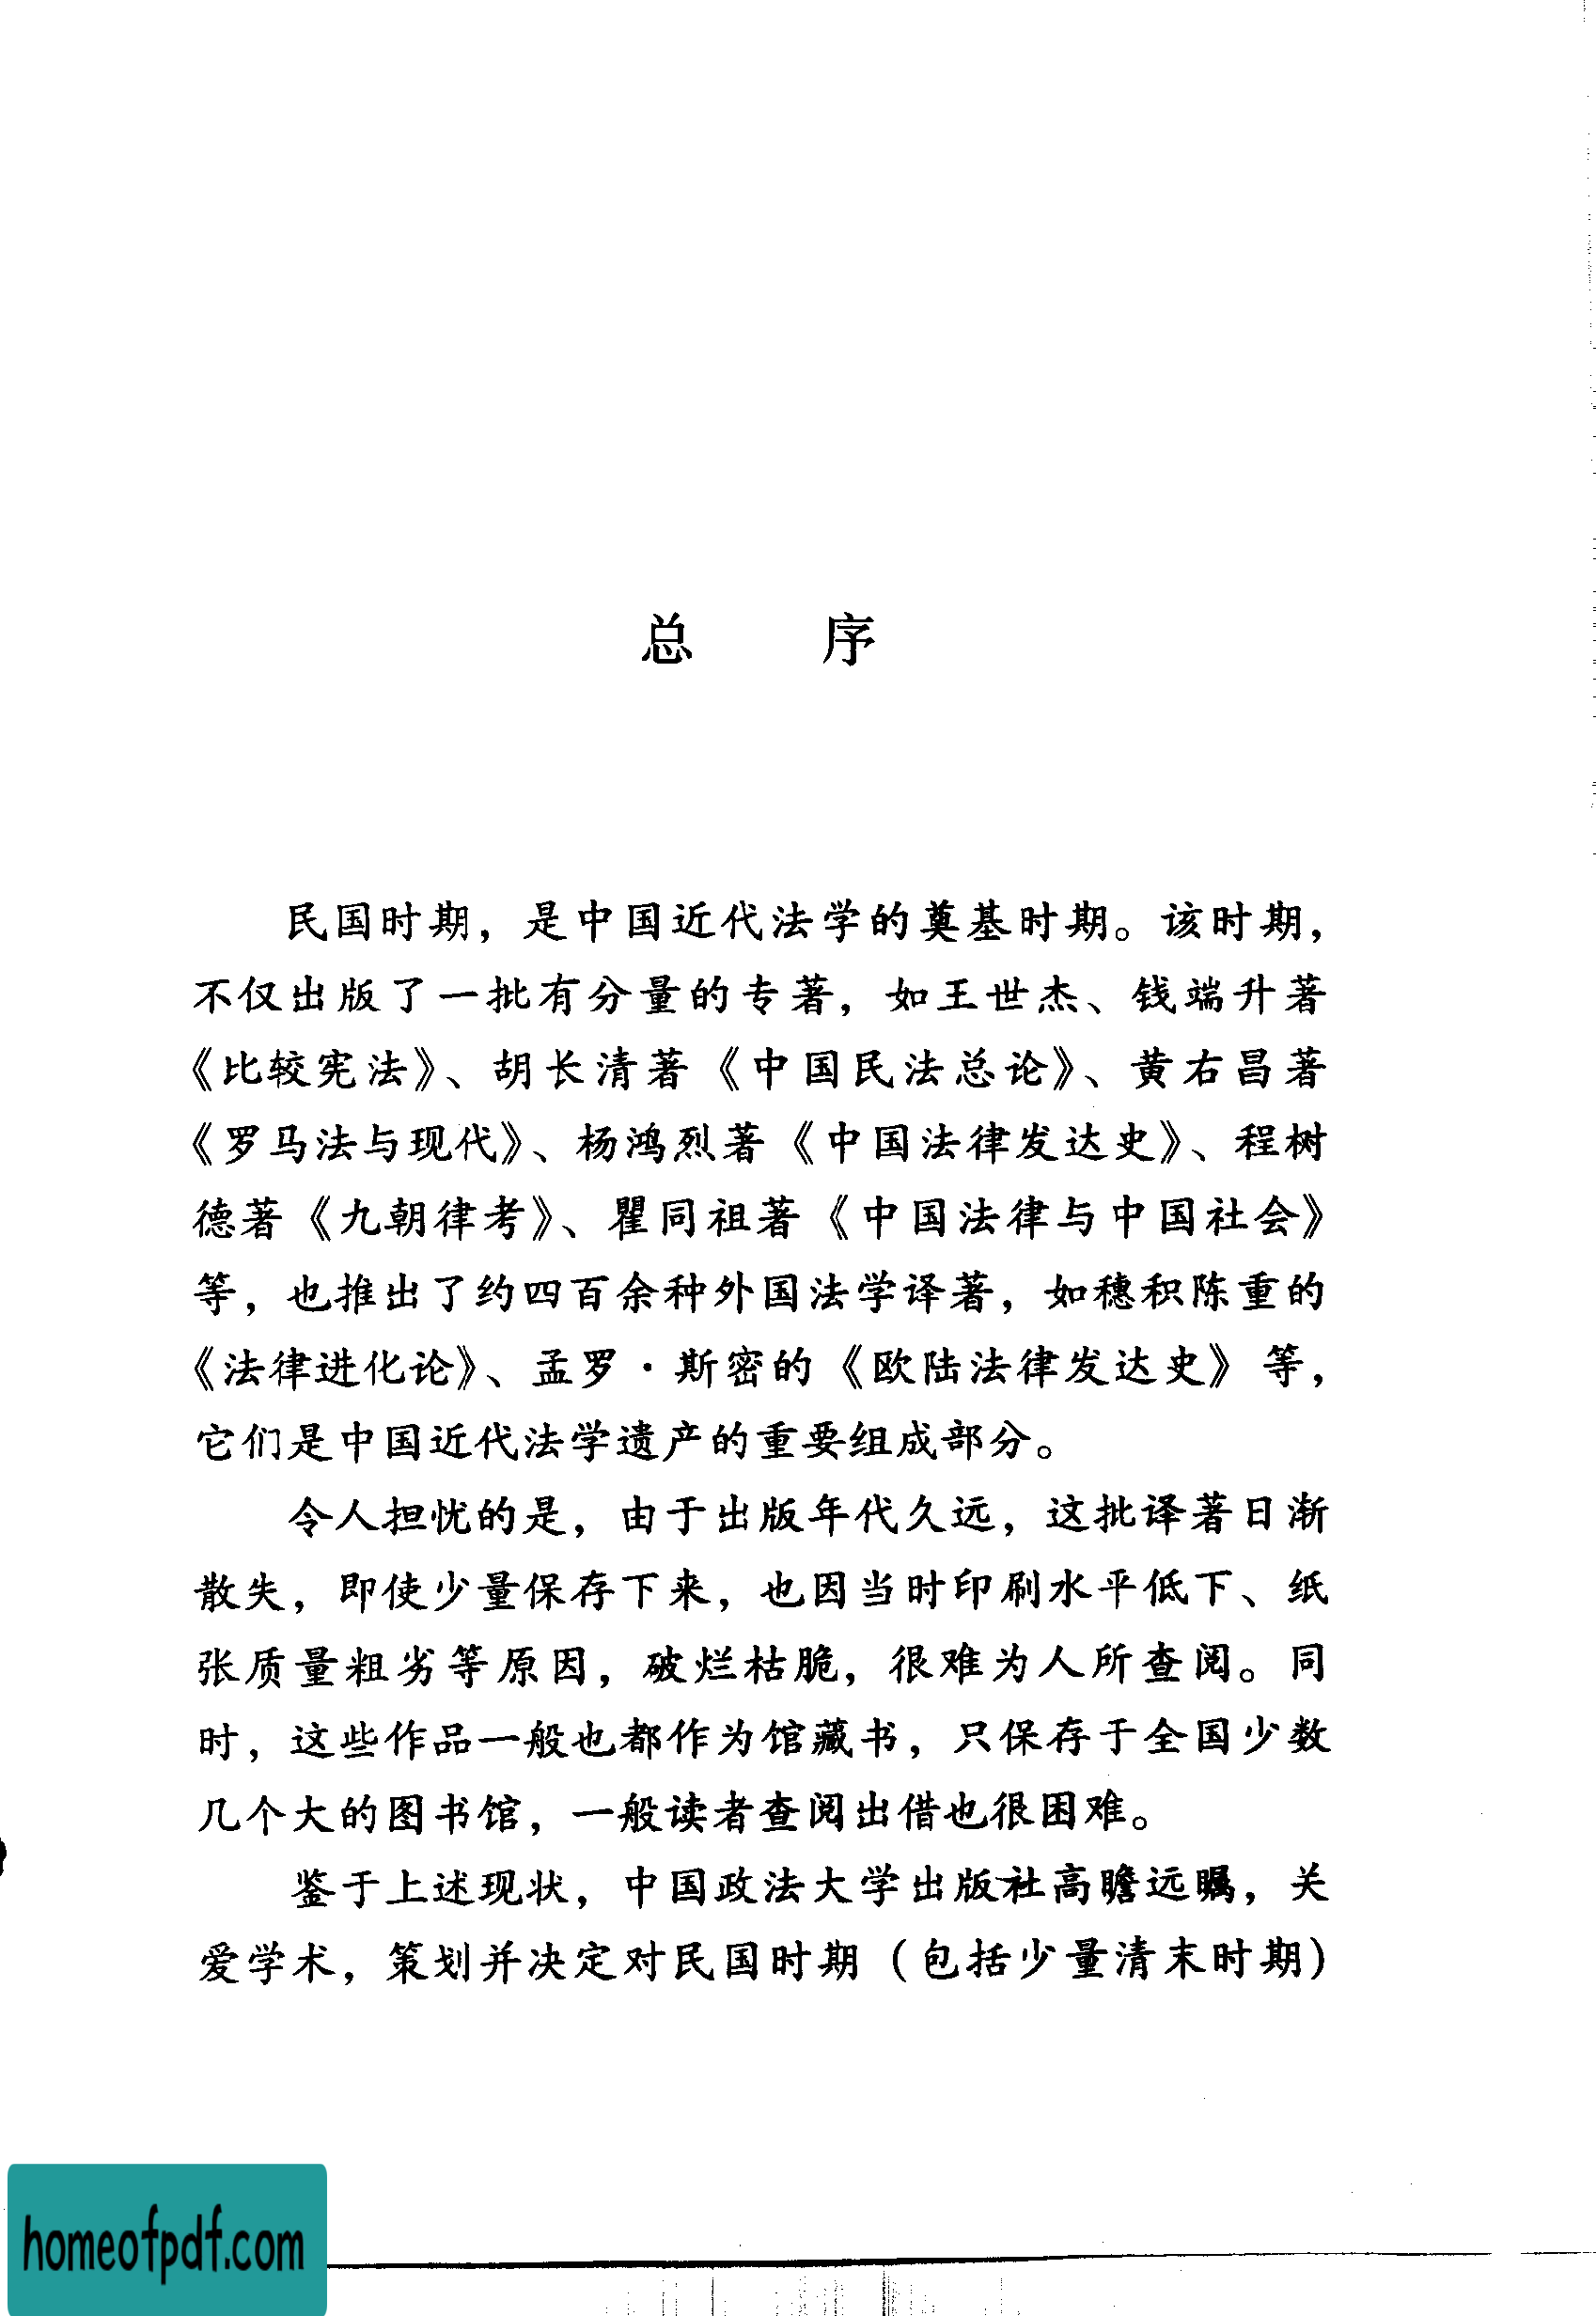 总 序
民国时期，是中国近代法学的奠基时期。该时期，
不仅出版了一批有分量的专著，如王世杰、钱端升著
《比较宪法》、胡长清著《中国民法总论》、黄右昌著
《罗马法与现代》、杨鸿烈著《中国法律发达史》、程树
德著《九朝律考》、瞿同祖著《中国法律与中国社会》
等，也推出了约四百余种外国法学译著，如穗积陈重的
《法律进化论》、孟罗·斯密的《欧陆法律发达史》等，
它们是中国近代法学遗产的重要组成部分。
令人担忧的是，由于出版年代久远，这批译著日渐
散失，即使少量保存下来，也因当时印刷水平低下、纸
张质量粗劣等原因，破烂枯脆，很难为人所查阅。同
时，这些作品一般也都作为馆藏书，只保存于全国少数
几个大的图书馆，一般读者查阅出借也很困难。
鉴于上述现状，中国政法大学出版社高瞻远瞩，关
爱学术，策划并决定对民国时期（包括少量清末时期）
homeofpdf.com